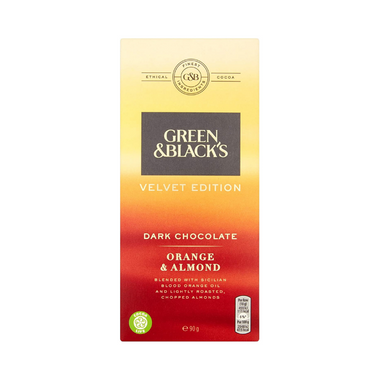 FINEST
ETHICAL G&B COCOA
INGREDIENTS
GREEN
&BLACK'S
VELVET EDITION
DARK CHOCOLATE
ORANGE
& ALMOND
BLENDED WITH SICILIAN
BLOOD ORANGE OIL
AND LIGHTLY ROASTED,
CHOPPED ALMONDS
℮ 90g